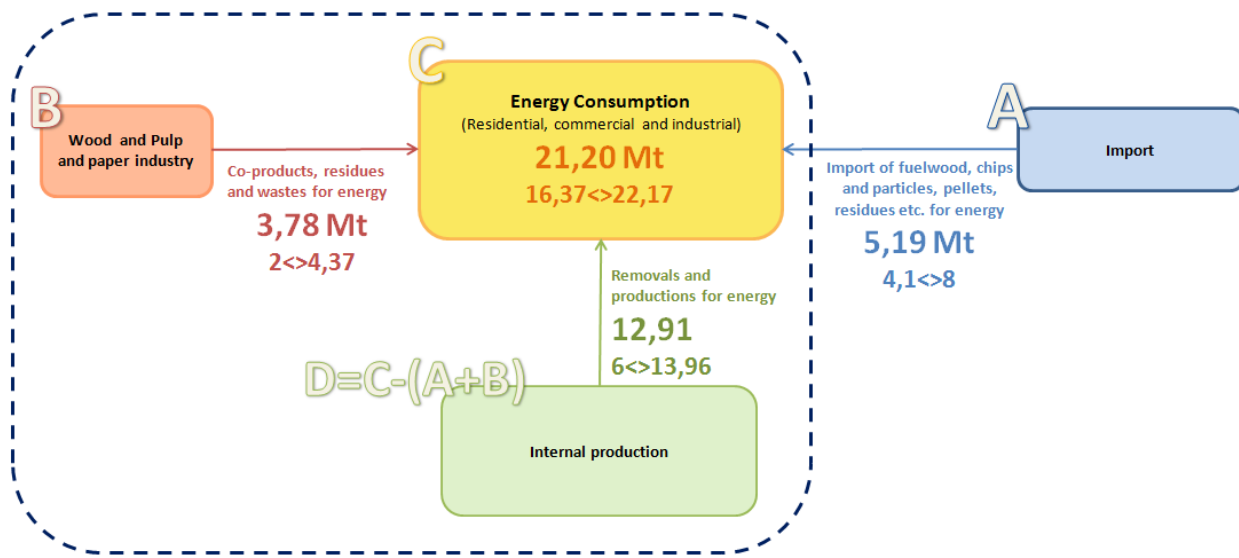 B
Wood and Pulp
and paper industry
Co-products, residues
and wastes for energy
3,78 Mt
2<>4,37
C
Energy Consumption
(Residential, commercial and industrial)
21,20 Mt
16,37<>22,17
A
Import
Import of fuelwood, chips
and particles, pellets,
residues etc. for energy
5,19 Mt
4,1<>8
Removals and
productions for energy
12,91
6<>13,96
D=C-(A+B)
Internal production